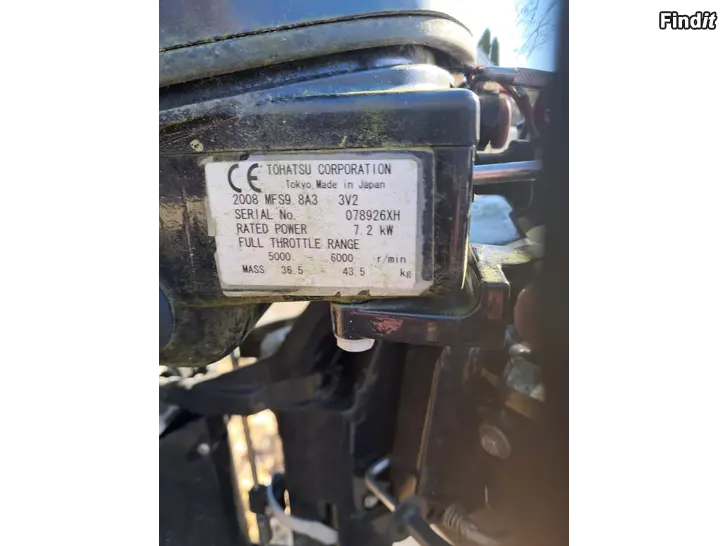 Findit
CE TOHATSU CORPORATION
Tokyo Made in Japan
2008 MFS9.8A3 3V2
SERIAL No. 078926XH
RATED POWER 7.2 kW
FULL THROTTLE RANGE
5000 - 6000 r/min
MASS 36.5 - 43.5 kg